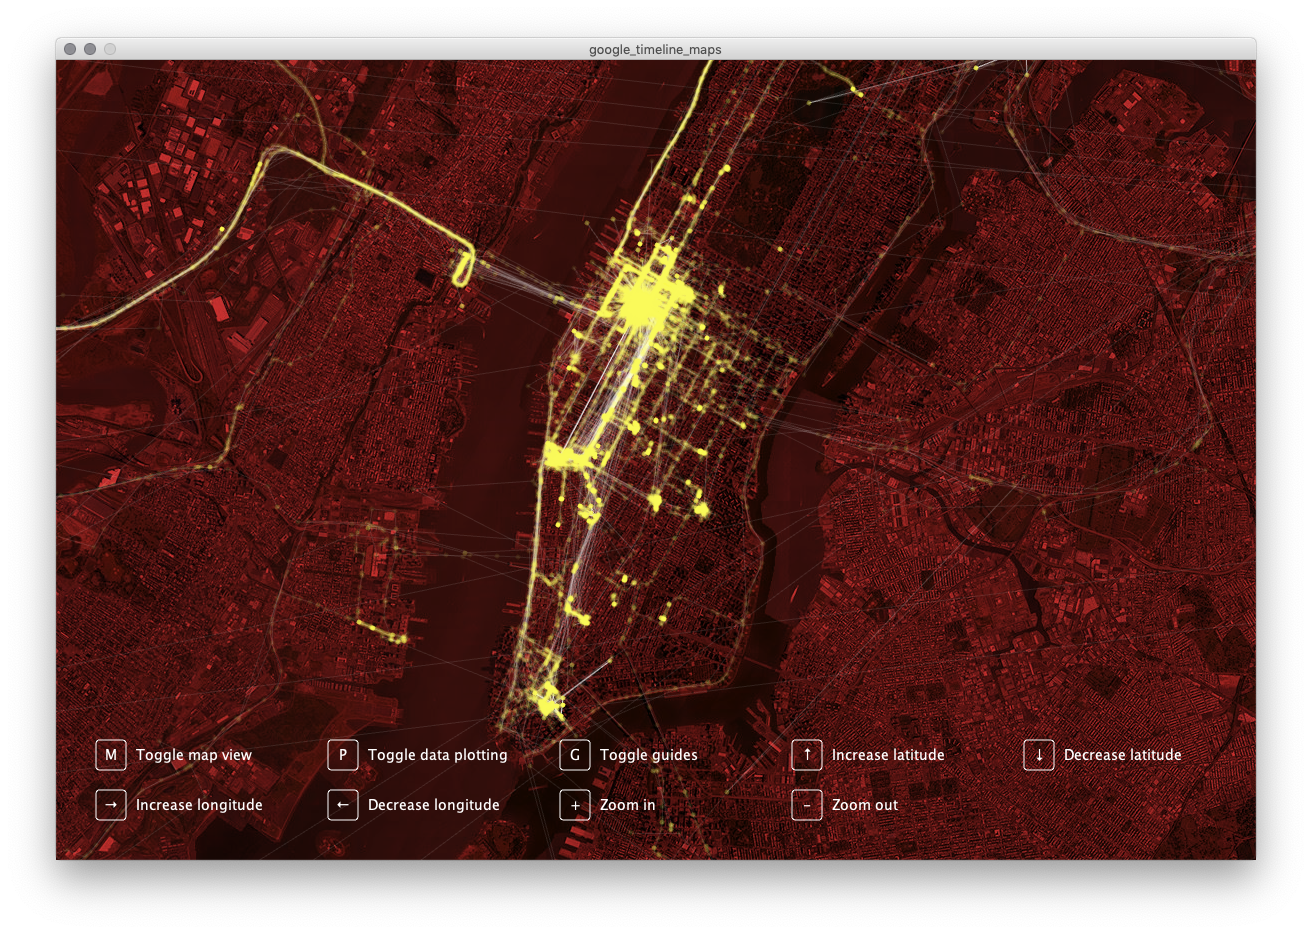 google_timeline_maps
M Toggle map view P Toggle data plotting G Toggle guides ↑ Increase latitude ↓ Decrease latitude
→ Increase longitude ← Decrease longitude + Zoom in – Zoom out